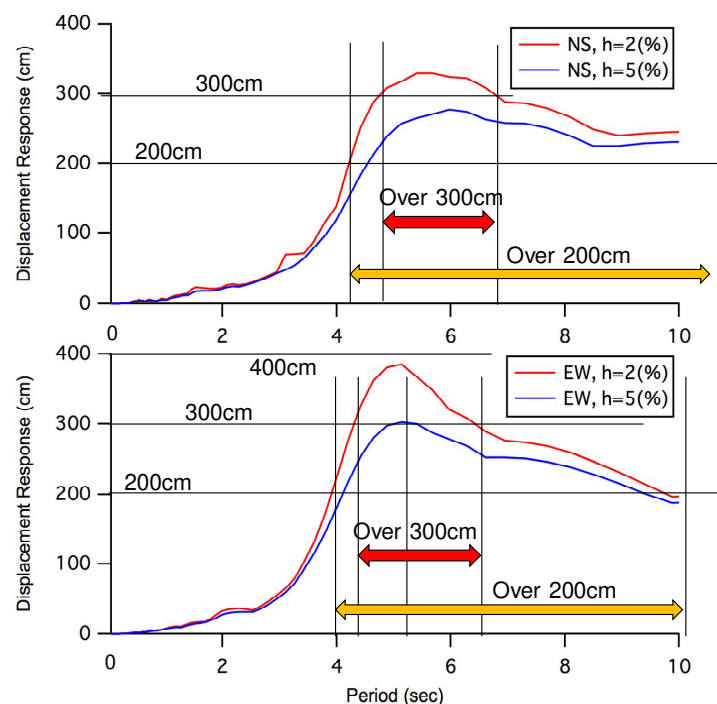 400
NS, h=2(%)
NS, h=5(%)
300
300cm
200
200cm
Over 300cm
100
Over 200cm
0
0
2
4
6
8
10
Displacement Response (cm)
400
400cm
EW, h=2(%)
EW, h=5(%)
300
300cm
200
200cm
Over 300cm
100
Over 200cm
0
0
2
4
6
8
10
Displacement Response (cm)
Period (sec)